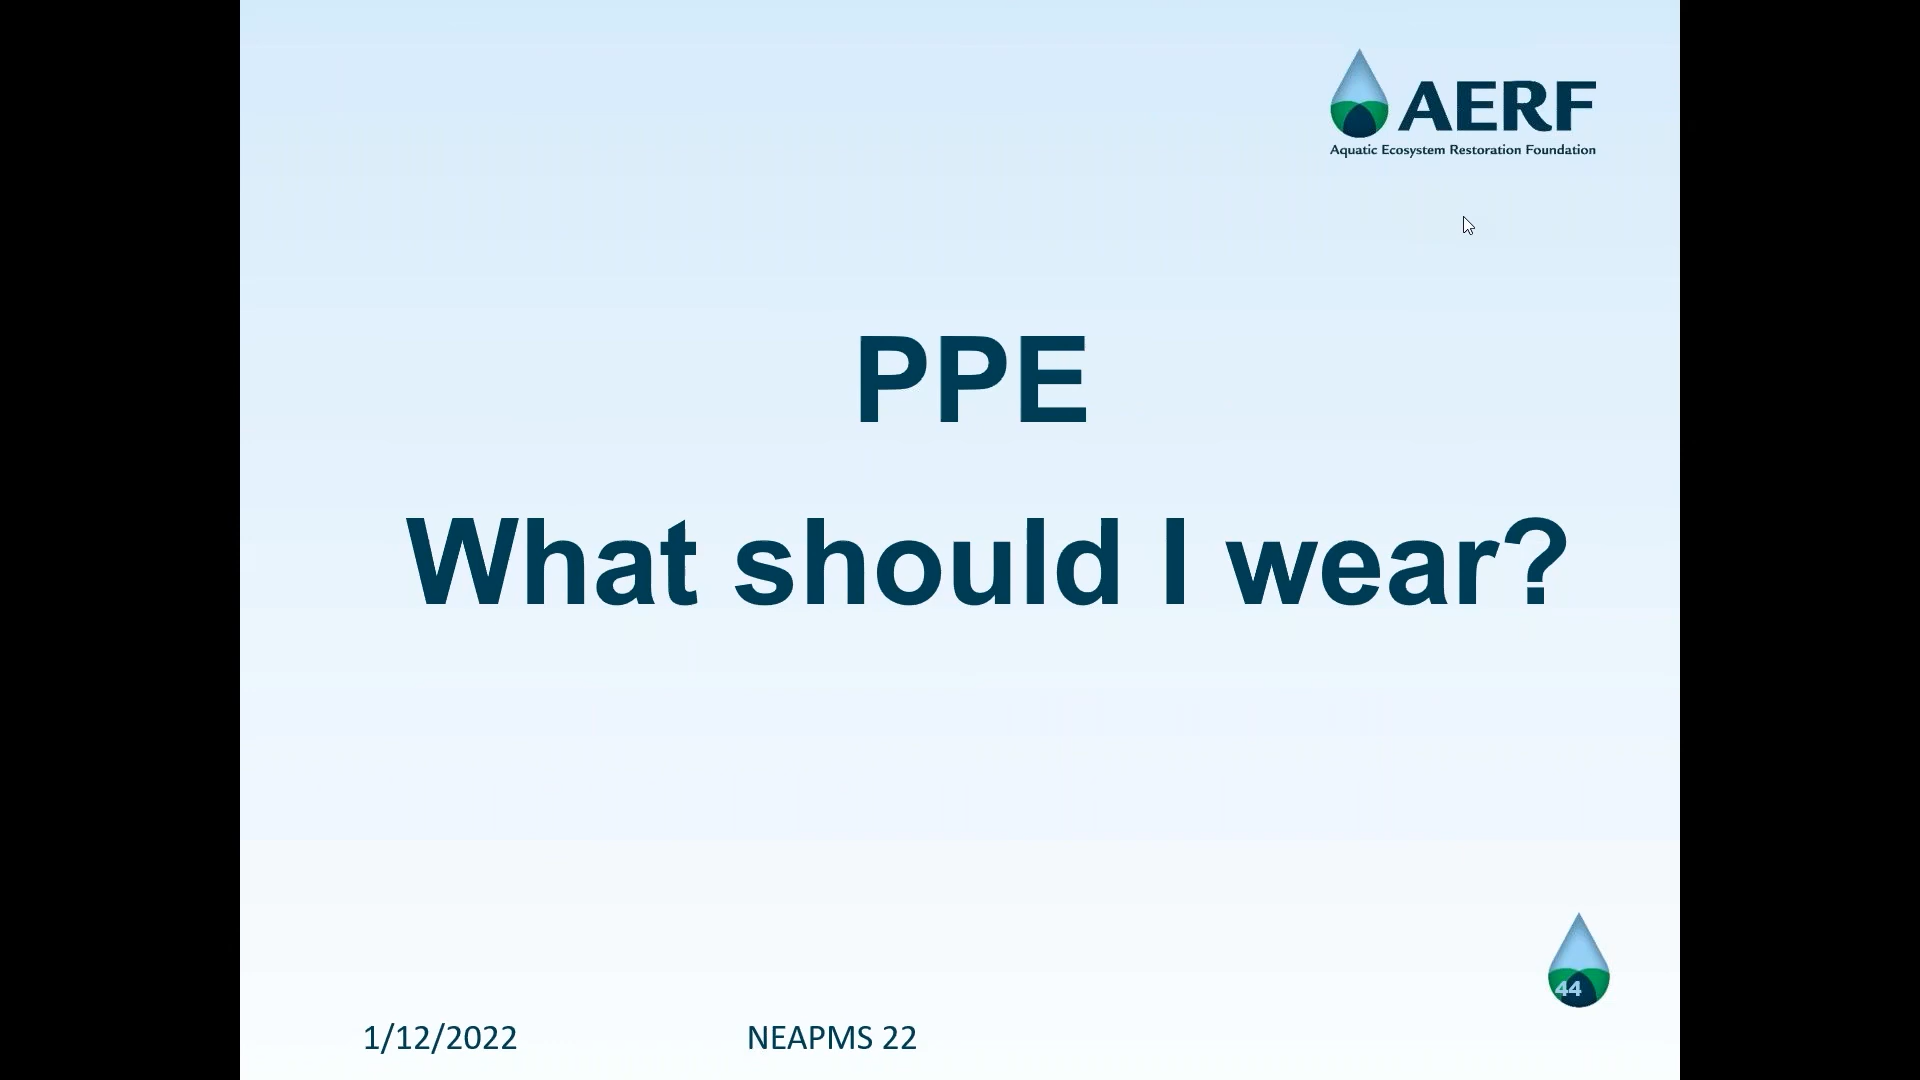 AERF
Aquatic Ecosystem Restoration Foundation
PPE
What should I wear?
44
1/12/2022
NEAPMS 22